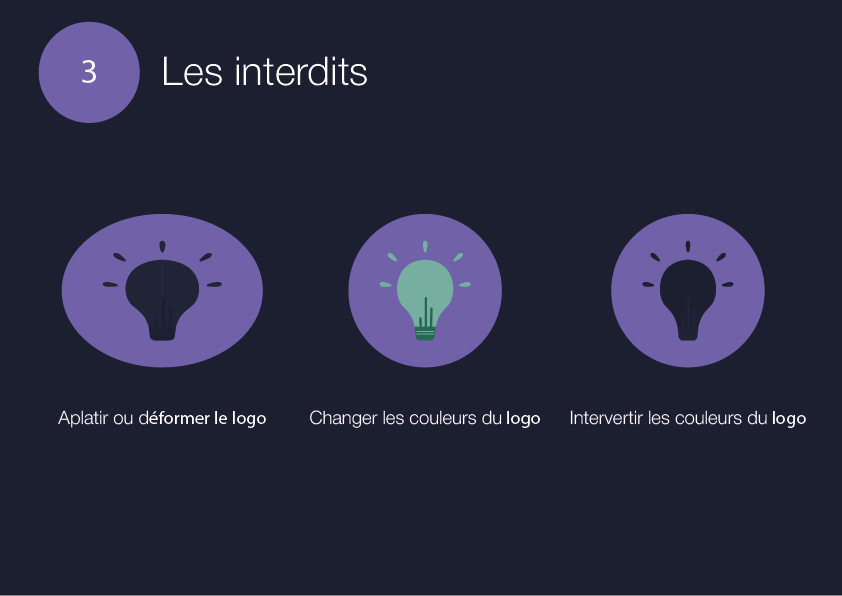 3
Les interdits
Aplatir ou déformer le logo
Changer les couleurs du logo
Intervertir les couleurs du logo